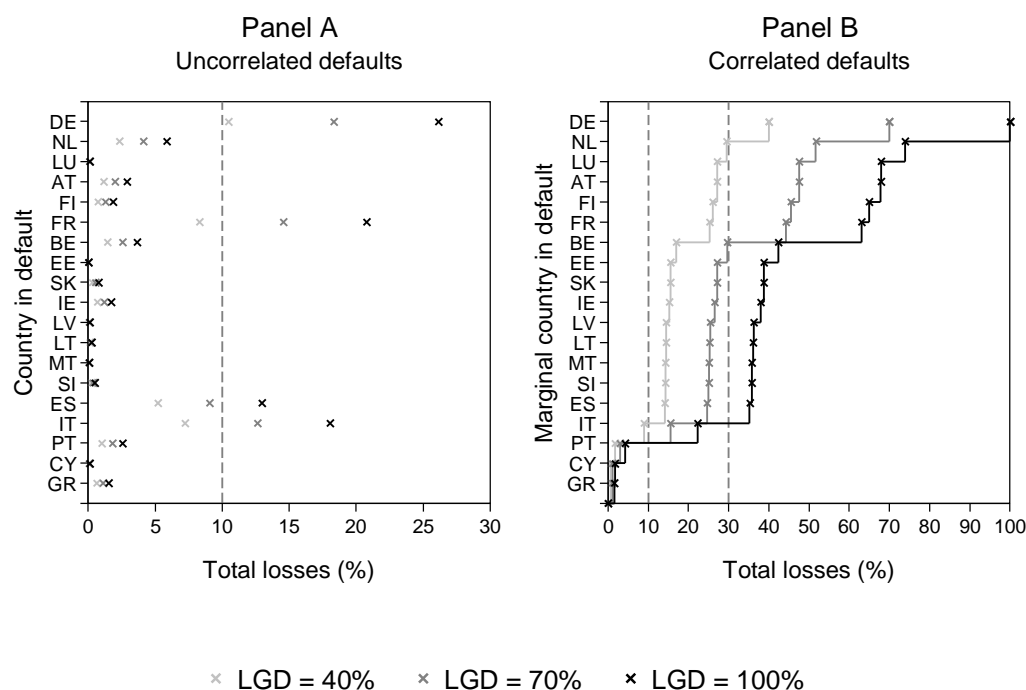 Panel A
Uncorrelated defaults
Country in default
DE
NL
LU
AT
FI
FR
BE
EE
SK
IE
LV
LT
MT
SI
ES
IT
PT
CY
GR
0 5 10 15 20 25 30
Total losses (%)
Panel B
Correlated defaults
Marginal country in default
DE
NL
LU
AT
FI
FR
BE
EE
SK
IE
LV
LT
MT
SI
ES
IT
PT
CY
GR
0 10 20 30 40 50 60 70 80 90 100
Total losses (%)
LGD = 40% LGD = 70% LGD = 100%